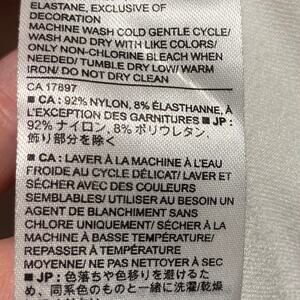 ELASTANE, EXCLUSIVE OF
DECORATION
MACHINE WASH COLD GENTLE CYCLE/
WASH AND DRY WITH LIKE COLORS/
ONLY NON-CHLORINE BLEACH WHEN
NEEDED/ TUMBLE DRY LOW/ WARM
IRON/ DO NOT DRY CLEAN
CA 17897
■ CA : 92% NYLON, 8% ÉLASTHANNE, À
L'EXCEPTION DES GARNITURES ■ JP :
92% ナイロン, 8% ポリウレタン,
飾り部分を除く
■ CA : LAVER À LA MACHINE À L'EAU
FROIDE AU CYCLE DÉLICAT/ LAVER ET
SÉCHER AVEC DES COULEURS
SEMBLABLES/ UTILISER AU BESOIN UN
AGENT DE BLANCHIMENT SANS
CHLORE UNIQUEMENT/ SÉCHER À LA
MACHINE À BASSE TEMPÉRATURE/
REPASSER À TEMPÉRATURE
MOYENNE/ NE PAS NETTOYER À SEC
■ JP : 色落ちや色移りを避けるた
め、同系色のものと一緒に洗濯/乾燥